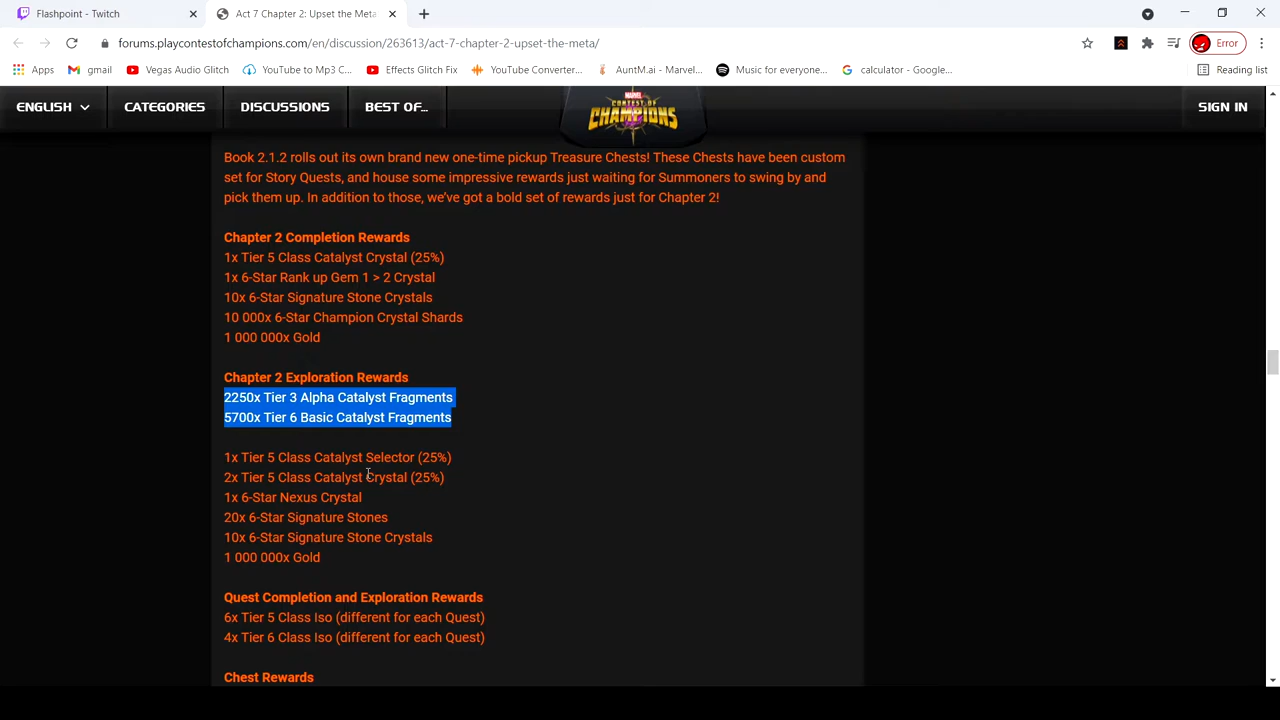 Flashpoint - Twitch
Act 7 Chapter 2: Upset the Meta
forums.playcontestofchampions.com/en/discussion/263613/act-7-chapter-2-upset-the-meta/
Error
Apps gmail Vegas Audio Glitch YouTube to Mp3 C... Effects Glitch Fix YouTube Converter... AuntM.ai - Marvel... Music for everyone... calculator - Google... Reading list
ENGLISH CATEGORIES DISCUSSIONS BEST OF... MARVEL CONTEST OF CHAMPIONS SIGN IN
Book 2.1.2 rolls out its own brand new one-time pickup Treasure Chests! These Chests have been custom
set for Story Quests, and house some impressive rewards just waiting for Summoners to swing by and
pick them up. In addition to those, we've got a bold set of rewards just for Chapter 2!
Chapter 2 Completion Rewards
1x Tier 5 Class Catalyst Crystal (25%)
1x 6-Star Rank up Gem 1 > 2 Crystal
10x 6-Star Signature Stone Crystals
10 000x 6-Star Champion Crystal Shards
1 000 000x Gold
Chapter 2 Exploration Rewards
2250x Tier 3 Alpha Catalyst Fragments
5700x Tier 6 Basic Catalyst Fragments
1x Tier 5 Class Catalyst Selector (25%)
2x Tier 5 Class Catalyst Crystal (25%)
1x 6-Star Nexus Crystal
20x 6-Star Signature Stones
10x 6-Star Signature Stone Crystals
1 000 000x Gold
Quest Completion and Exploration Rewards
6x Tier 5 Class Iso (different for each Quest)
4x Tier 6 Class Iso (different for each Quest)
Chest Rewards